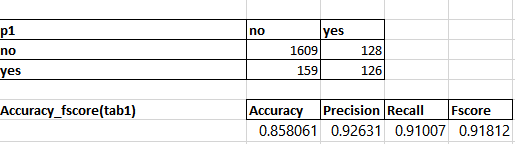 p1 no yes
no 1609 128
yes 159 126
Accuracy_fscore(tab1) Accuracy Precision Recall Fscore
0.858061 0.92631 0.91007 0.91812